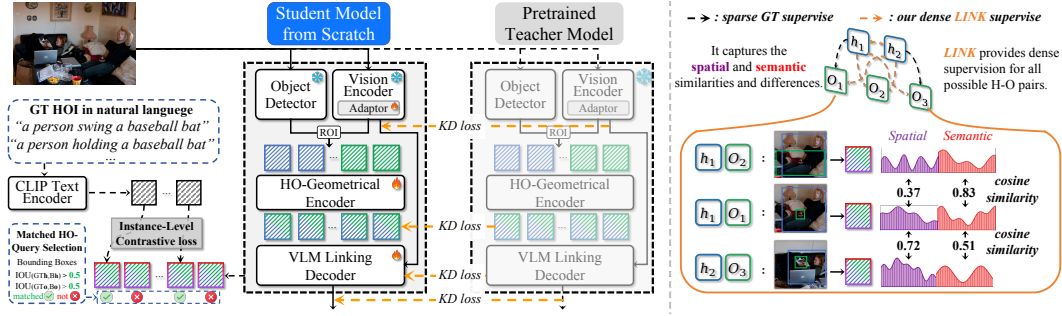 Student Model
from Scratch
Pretrained
Teacher Model
Object
Detector
Vision
Encoder
Adaptor
ROI
HO-Geometrical
Encoder
VLM Linking
Decoder
Object
Detector
Vision
Encoder
Adaptor
ROI
HO-Geometrical
Encoder
VLM Linking
Decoder
KD loss
KD loss
KD loss
KD loss
GT HOI in natural languege
“a person swing a baseball bat”
“a person holding a baseball bat”
...
CLIP Text
Encoder
...
Instance-Level
Contrastive loss
Matched HO-
Query Selection
Bounding Boxes
IOU(GTh,Bh) > 0.5
IOU(GTo,Bo) > 0.5
matched not
...
: sparse GT supervise
: our dense LINK supervise
It captures the
spatial and semantic
similarities and differences.
h1
h2
O1
O2
O3
LINK provides dense
supervision for all
possible H-O pairs.
Spatial
Semantic
h1 O2 :
0.37
0.83
cosine
similarity
h1 O1 :
0.72
0.51
cosine
similarity
h2 O3 :